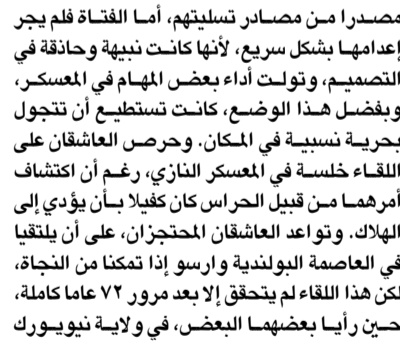 مصدرا من مصادر تسليتهم، أما الفتاة فلم يجر
إعدامها بشكل سريع، لأنها كانت نبيهة وحاذقة في
التصميم، وتولت أداء بعض المهام في المعسكر،
وبفضل هذا الوضع، كانت تستطيع أن تتجول
بحرية نسبية في المكان. وحرص العاشقان على
اللقاء خلسة في المعسكر النازي، رغم أن اكتشاف
أمرهما من قبيل الحراس كان كفيلا بأن يؤدي إلى
الهلاك. وتواعد العاشقان المحتجزان، على أن يلتقيا
في العاصمة البولندية وارسو إذا تمكنا من النجاة،
لكن هذا اللقاء لم يتحقق إلا بعد مرور ٧٢ عاما كاملة،
حين رأيا بعضهما البعض، في ولاية نيويورك